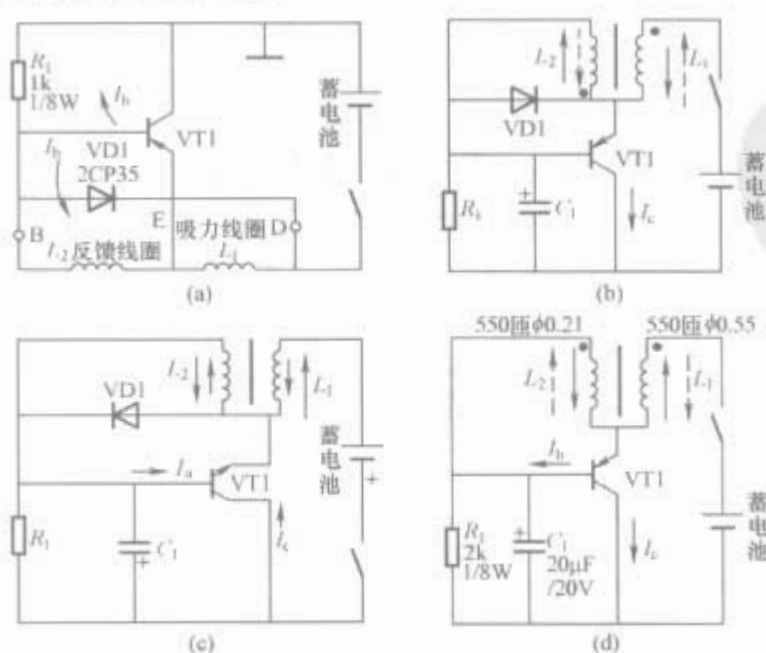 R1
1k
1/8W
Ib
VT1
Ib
VD1
2CP35
B
E
吸力线圈
D
L2
反馈线圈
L1
蓄电池
(a)
L2
L1
VD1
VT1
R1
+
C1
Ic
蓄电池
(b)
L2
L1
VD1
Ia
VT1
R1
C1
+
Ic
蓄电池
+
(c)
550匝ϕ0.21
550匝ϕ0.55
L2
L1
Ib
VT1
R1
2k
1/8W
+
C1
20μF
/20V
Ic
蓄电池
(d)